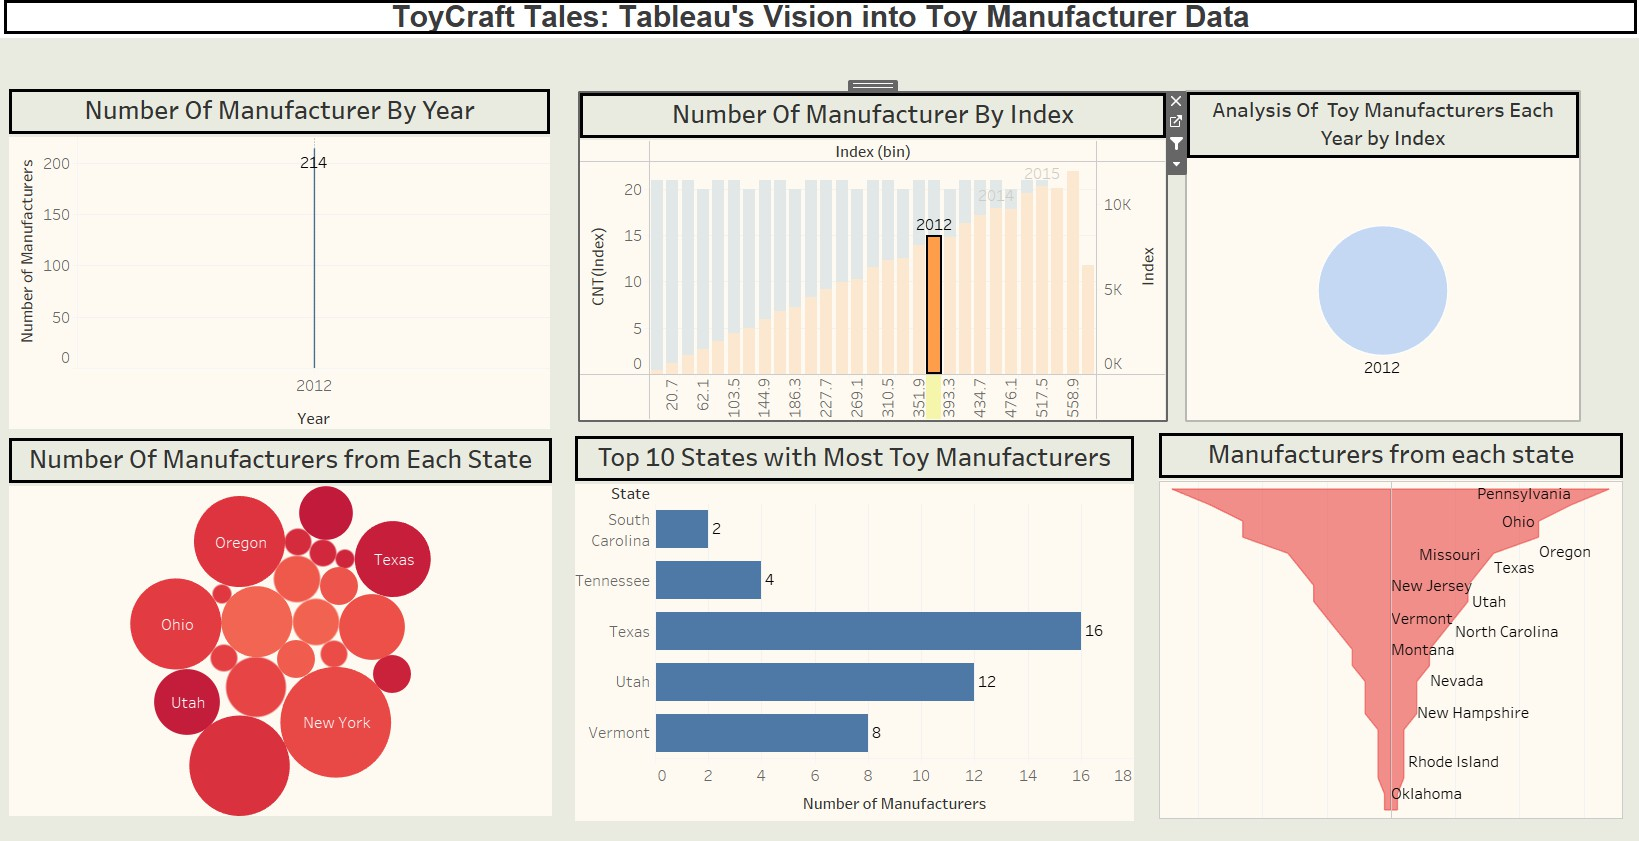 ToyCraft Tales: Tableau's Vision into Toy Manufacturer Data
Number Of Manufacturer By Year
Number of Manufacturers
200
150
100
50
0
214
2012
Year
Number Of Manufacturer By Index
Index (bin)
CNT(Index)
20
15
10
5
0
2015
2014
2012
10K
5K
0K
Index
20.7
62.1
103.5
144.9
186.3
227.7
269.1
310.5
351.9
393.3
434.7
476.1
517.5
558.9
Analysis Of Toy Manufacturers Each
Year by Index
2012
Number Of Manufacturers from Each State
Oregon
Texas
Ohio
Utah
New York
Top 10 States with Most Toy Manufacturers
State
South
Carolina
2
Tennessee
4
Texas
16
Utah
12
Vermont
8
0
2
4
6
8
10
12
14
16
18
Number of Manufacturers
Manufacturers from each state
Pennsylvania
Ohio
Oregon
Missouri
Texas
New Jersey
Utah
Vermont
North Carolina
Montana
Nevada
New Hampshire
Rhode Island
Oklahoma